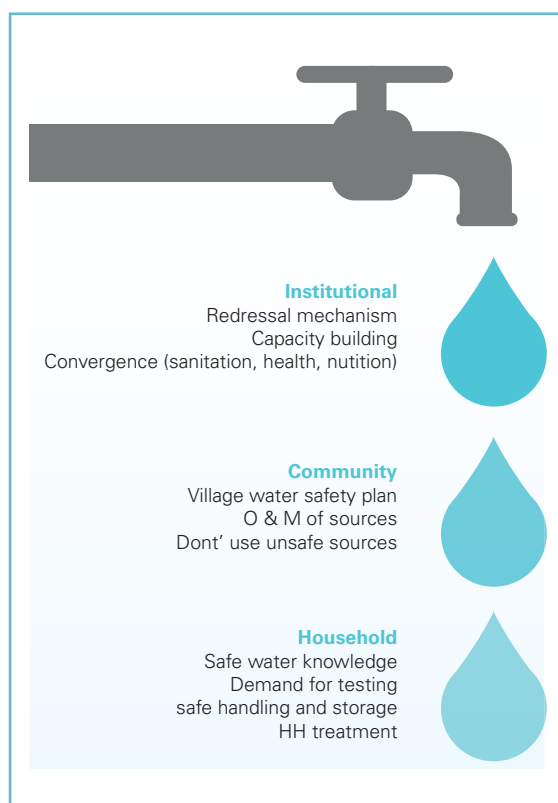 Institutional
Redressal mechanism
Capacity building
Convergence (sanitation, health, nutition)
Community
Village water safety plan
O & M of sources
Dont’ use unsafe sources
Household
Safe water knowledge
Demand for testing
safe handling and storage
HH treatment